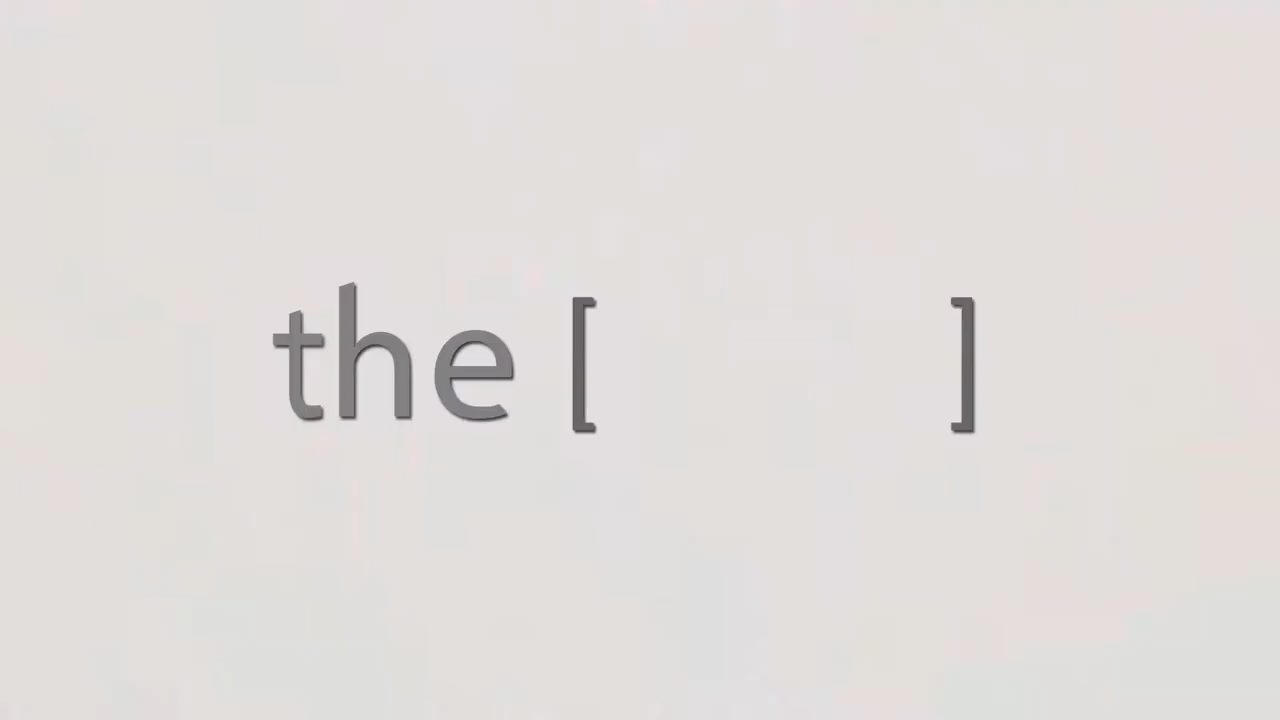 the [ ]